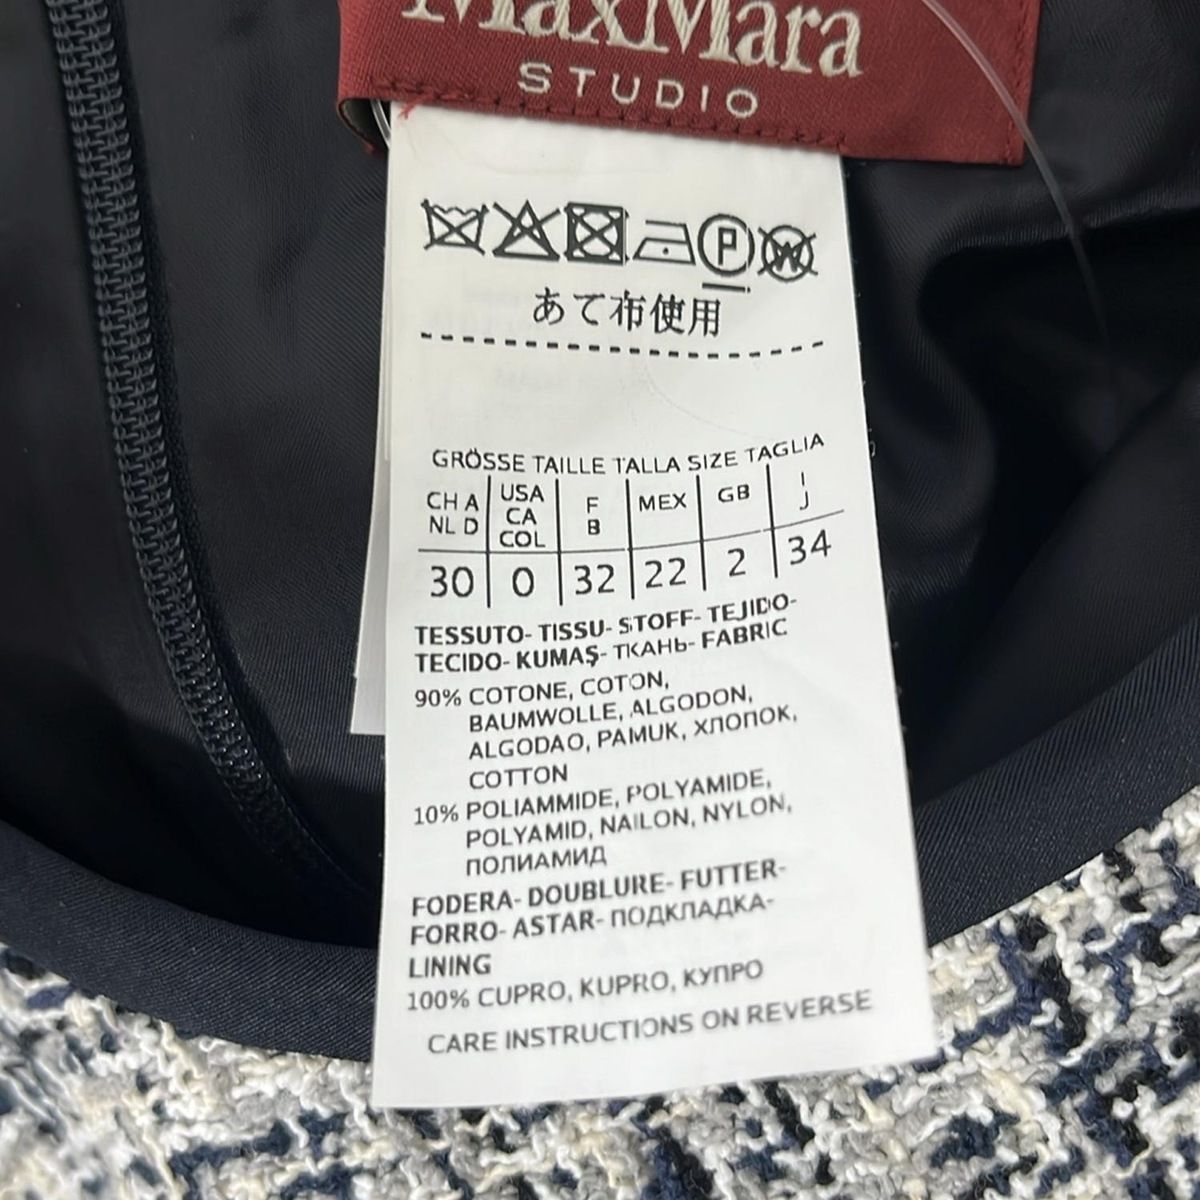 MaxMara
STUDIO
P W
あて布使用
GRÖSSE TAILLE TALLA SIZE TAGLIA
CH A NL D USA CA COL F B MEX GB I J
30 0 32 22 2 34
TESSUTO- TISSU- STOFF- TEJIDO-
TECIDO- KUMAŞ- ТКАНЬ- FABRIC
90% COTONE, COTON,
BAUMWOLLE, ALGODON,
ALGODAO, PAMUK, ХЛОПОК,
COTTON
10% POLIAMMIDE, POLYAMIDE,
POLYAMID, NAILON, NYLON,
ПОЛИАМИД
FODERA- DOUBLURE- FUTTER-
FORRO- ASTAR- ПОДКЛАДКА-
LINING
100% CUPRO, KUPRO, КУПРО
CARE INSTRUCTIONS ON REVERSE